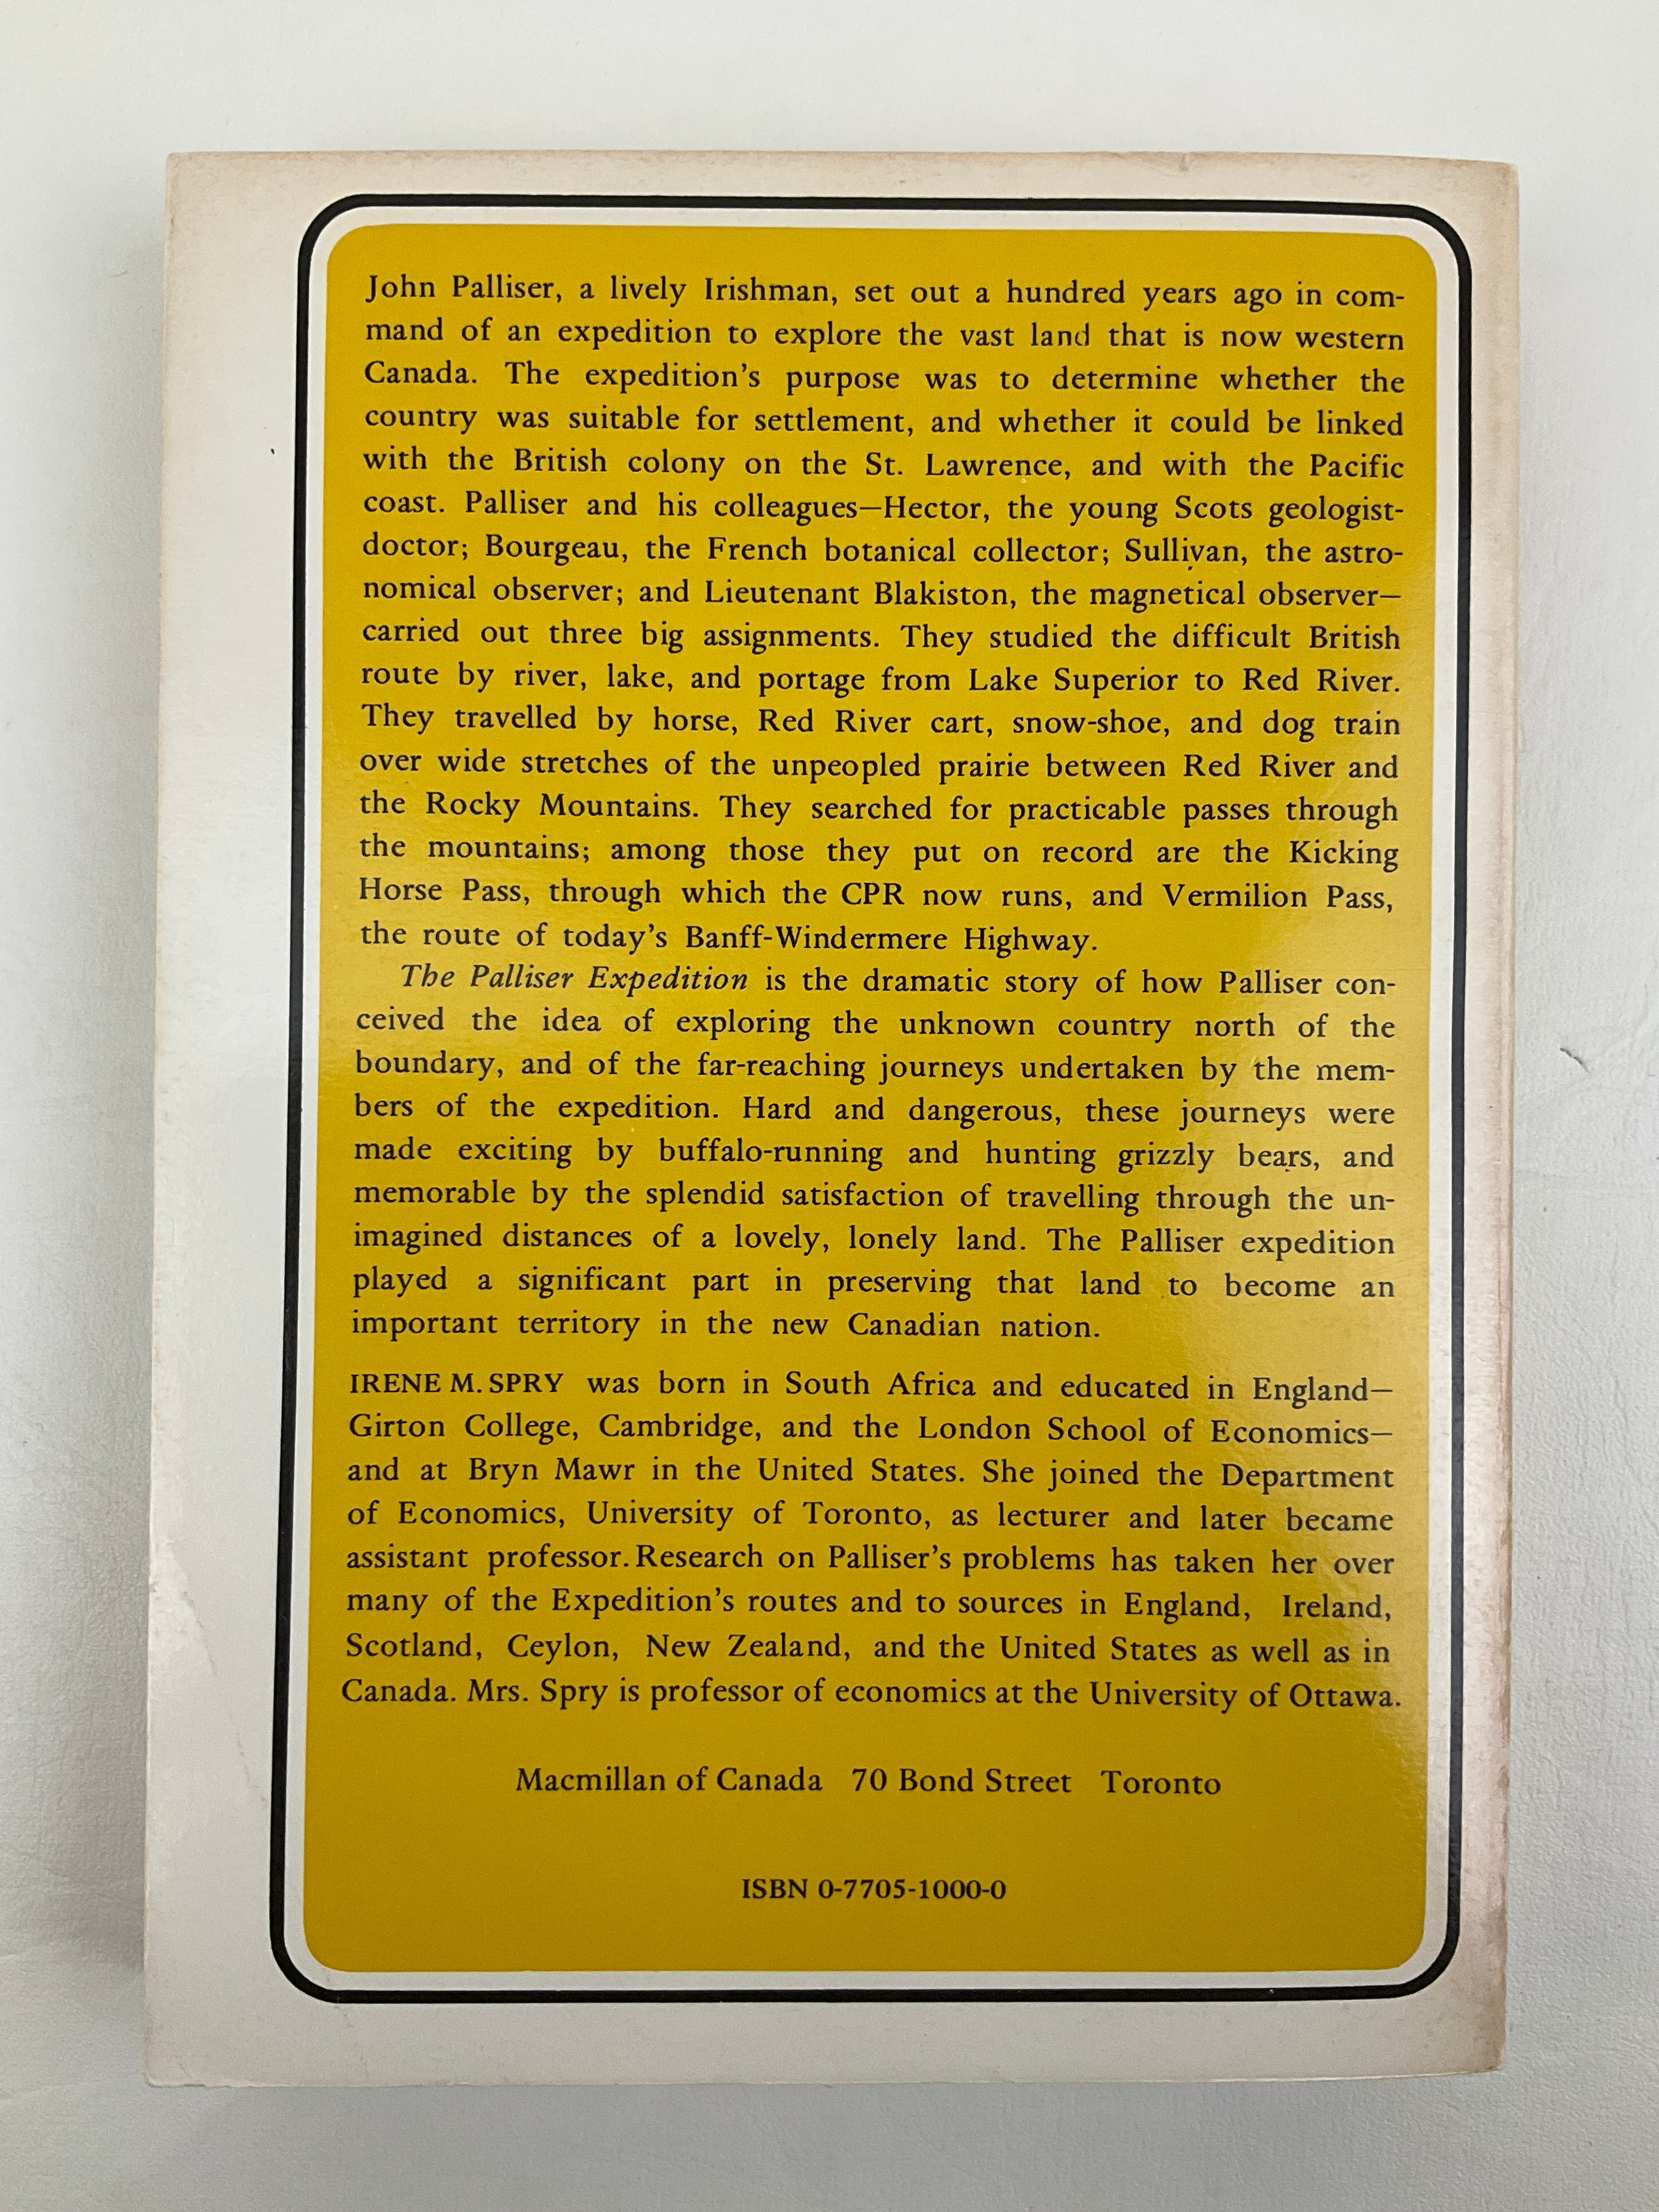 John Palliser, a lively Irishman, set out a hundred years ago in com-
mand of an expedition to explore the vast land that is now western
Canada. The expedition's purpose was to determine whether the
country was suitable for settlement, and whether it could be linked
with the British colony on the St. Lawrence, and with the Pacific
coast. Palliser and his colleagues—Hector, the young Scots geologist-
doctor; Bourgeau, the French botanical collector; Sullivan, the astro-
nomical observer; and Lieutenant Blakiston, the magnetical observer—
carried out three big assignments. They studied the difficult British
route by river, lake, and portage from Lake Superior to Red River.
They travelled by horse, Red River cart, snow-shoe, and dog train
over wide stretches of the unpeopled prairie between Red River and
the Rocky Mountains. They searched for practicable passes through
the mountains; among those they put on record are the Kicking
Horse Pass, through which the CPR now runs, and Vermilion Pass,
the route of today's Banff-Windermere Highway.
The Palliser Expedition is the dramatic story of how Palliser con-
ceived the idea of exploring the unknown country north of the
boundary, and of the far-reaching journeys undertaken by the mem-
bers of the expedition. Hard and dangerous, these journeys were
made exciting by buffalo-running and hunting grizzly bears, and
memorable by the splendid satisfaction of travelling through the un-
imagined distances of a lovely, lonely land. The Palliser expedition
played a significant part in preserving that land to become an
important territory in the new Canadian nation.
IRENE M. SPRY was born in South Africa and educated in England—
Girton College, Cambridge, and the London School of Economics—
and at Bryn Mawr in the United States. She joined the Department
of Economics, University of Toronto, as lecturer and later became
assistant professor. Research on Palliser's problems has taken her over
many of the Expedition's routes and to sources in England, Ireland,
Scotland, Ceylon, New Zealand, and the United States as well as in
Canada. Mrs. Spry is professor of economics at the University of Ottawa.
Macmillan of Canada 70 Bond Street Toronto
ISBN 0-7705-1000-0